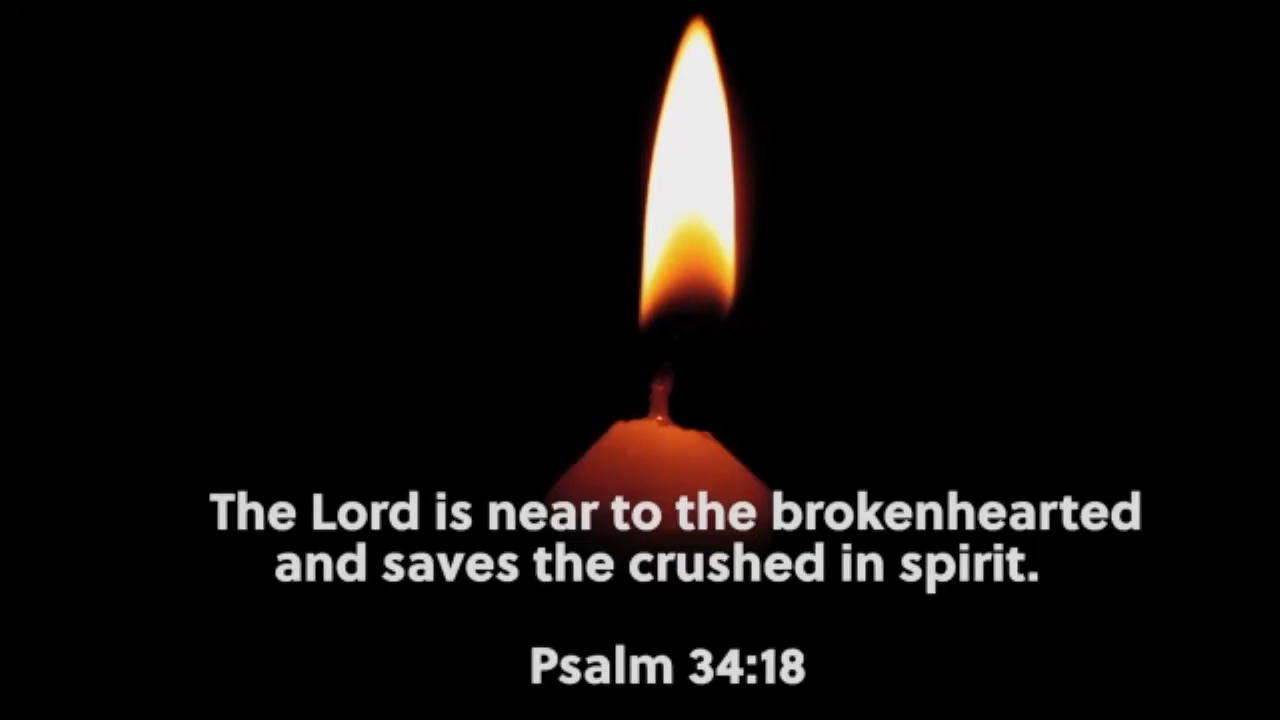 The Lord is near to the brokenhearted
and saves the crushed in spirit.
Psalm 34:18